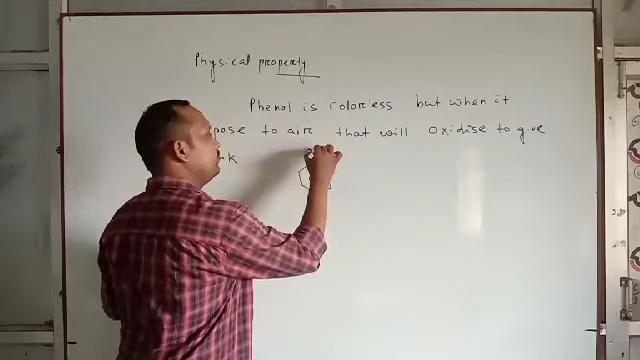 Physical property
Phenol is colorless but when it
pose to air that will oxidise to give
k